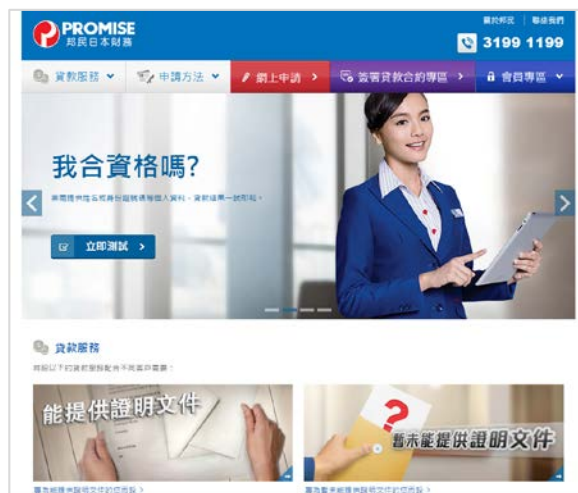 PROMISE
邦民日本財務
關於邦民 | 聯絡我們
3199 1199
貸款服務
申請方法
網上申請
簽署貸款合約專區
會員專區
我合資格嗎?
立即測試
貸款服務
能提供證明文件
暫未能提供證明文件